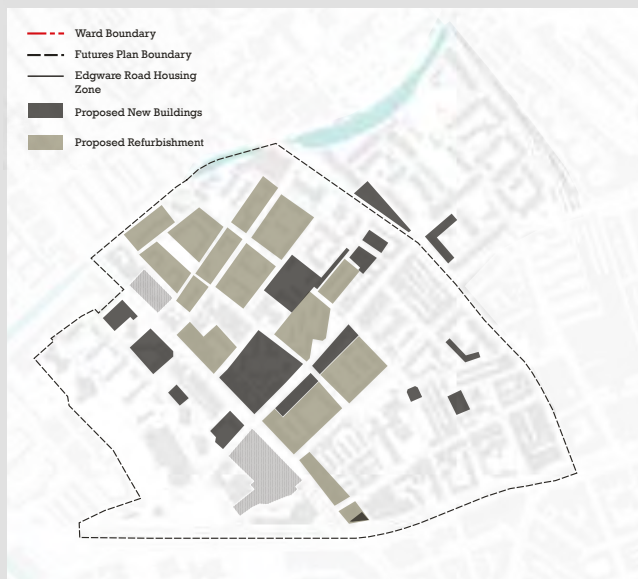 Ward Boundary
Futures Plan Boundary
Edgware Road Housing
Zone
Proposed New Buildings
Proposed Refurbishment